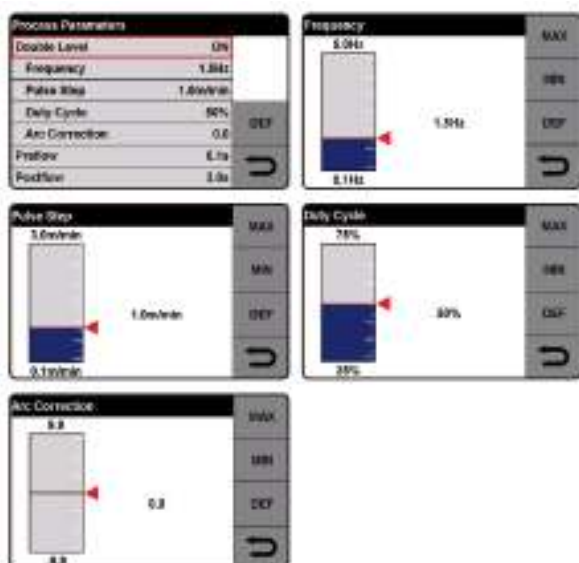 Process Parameters
Double Level ON
Frequency 1.5Hz
Pulse Step 1.0m/min
Duty Cycle 50%
Arc Correction 0.0
Preflow 0.1s
Postflow
DEF
Frequency
5.0Hz
1.5Hz
0.1Hz
MAX
MIN
DEF
Pulse Step
3.0m/min
1.0m/min
0.1m/min
MAX
MIN
DEF
Duty Cycle
75%
50%
25%
MAX
MIN
DEF
Arc Correction
0.0
MAX
MIN
DEF